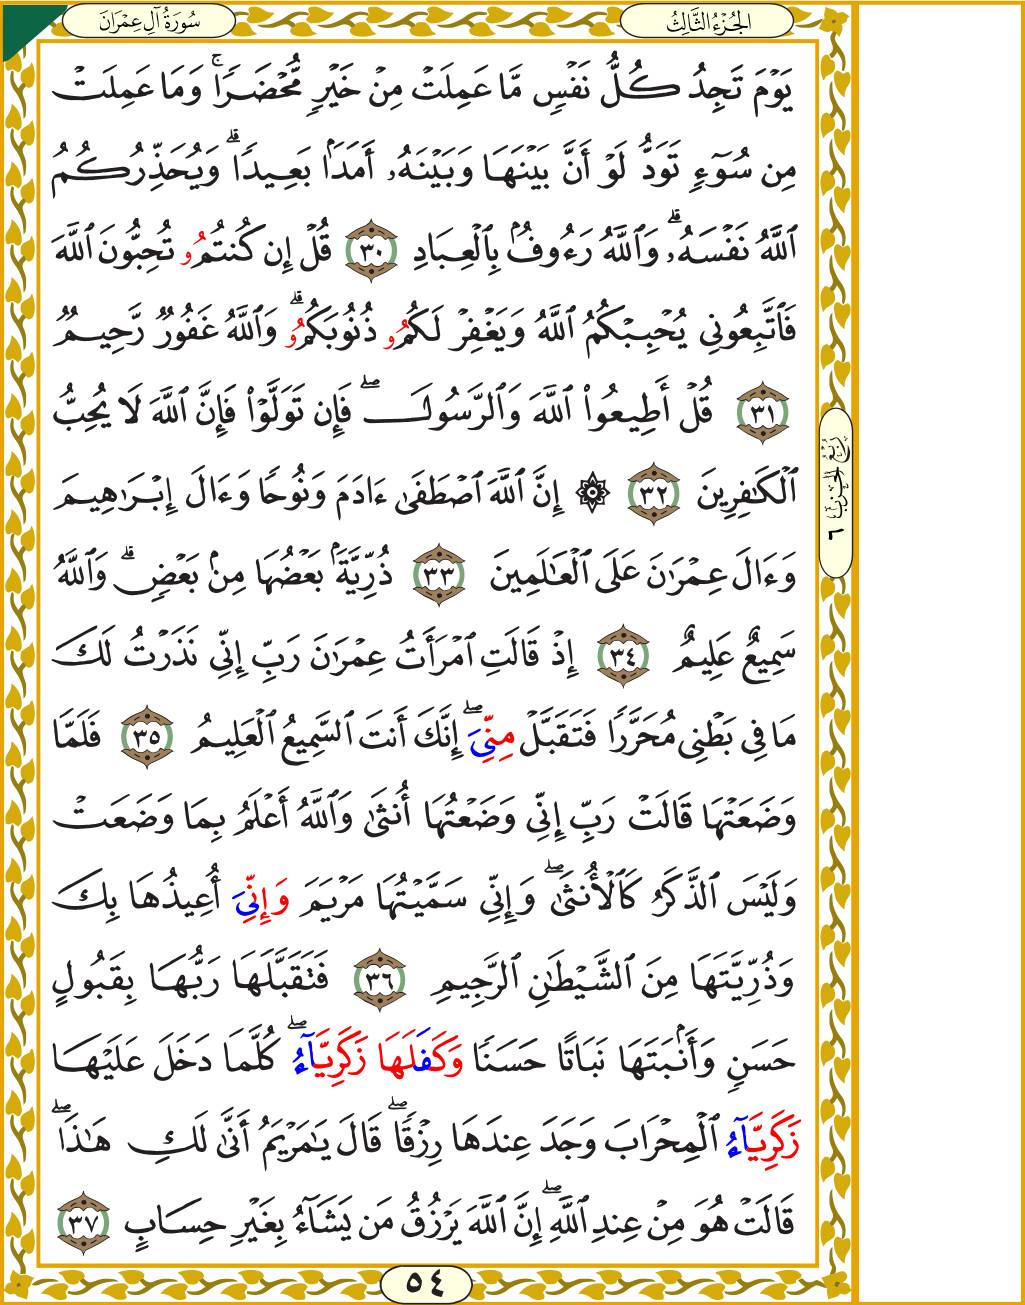 الجُزْءُ الثَّالِثُ
سُورَةُ آلِ عِمْرَان
يَوْمَ تَجِدُ كُلُّ نَفْسٍ مَّا عَمِلَتْ مِنْ خَيْرٍ مُّحْضَرًا ۚ وَمَا عَمِلَتْ
مِن سُوٓءٍ تَوَدُّ لَوْ أَنَّ بَيْنَهَا وَبَيْنَهُۥ أَمَدًۢا بَعِيدًا ۗ وَيُحَذِّرُكُمُ
ٱللَّهُ نَفْسَهُۥ ۗ وَٱللَّهُ رَءُوفٌۢ بِٱلْعِبَادِ ٣٠ قُلْ إِن كُنتُمُۥ تُحِبُّونَ ٱللَّهَ
فَٱتَّبِعُونِي يُحْبِبْكُمُ ٱللَّهُ وَيَغْفِرْ لَكُمُۥ ذُنُوبَكُمُۥ ۗ وَٱللَّهُ غَفُورٌ رَّحِيمٌ
٣١ قُلْ أَطِيعُوا۟ ٱللَّهَ وَٱلرَّسُولَ ۖ فَإِن تَوَلَّوْا۟ فَإِنَّ ٱللَّهَ لَا يُحِبُّ
ٱلْكَٰفِرِينَ ٣٢ ۞ إِنَّ ٱللَّهَ ٱصْطَفَىٰ ءَادَمَ وَنُوحًا وَءَالَ إِبْرَٰهِيمَ
وَءَالَ عِمْرَٰنَ عَلَى ٱلْعَٰلَمِينَ ٣٣ ذُرِّيَّةًۢ بَعْضُهَا مِنۢ بَعْضٍ ۗ وَٱللَّهُ
سَمِيعٌ عَلِيمٌ ٣٤ إِذْ قَالَتِ ٱمْرَأَتُ عِمْرَٰنَ رَبِّ إِنِّي نَذَرْتُ لَكَ
مَا فِي بَطْنِي مُحَرَّرًا فَتَقَبَّلْ مِنِّيَ ۖ إِنَّكَ أَنتَ ٱلسَّمِيعُ ٱلْعَلِيمُ ٣٥ فَلَمَّا
وَضَعَتْهَا قَالَتْ رَبِّ إِنِّي وَضَعْتُهَا أُنثَىٰ وَٱللَّهُ أَعْلَمُ بِمَا وَضَعَتْ
وَلَيْسَ ٱلذَّكَرُ كَٱلْأُنثَىٰ ۖ وَإِنِّي سَمَّيْتُهَا مَرْيَمَ وَإِنِّيَ أُعِيذُهَا بِكَ
وَذُرِّيَّتَهَا مِنَ ٱلشَّيْطَٰنِ ٱلرَّجِيمِ ٣٦ فَتَقَبَّلَهَا رَبُّهَا بِقَبُولٍ
حَسَنٍ وَأَنۢبَتَهَا نَبَاتًا حَسَنًا وَكَفَلَهَا زَكَرِيَّآءُ ۖ كُلَّمَا دَخَلَ عَلَيْهَا
زَكَرِيَّآءُ ٱلْمِحْرَابَ وَجَدَ عِندَهَا رِزْقًا ۖ قَالَ يَٰمَرْيَمُ أَنَّىٰ لَكِ هَٰذَا ۖ
قَالَتْ هُوَ مِنْ عِندِ ٱللَّهِ ۖ إِنَّ ٱللَّهَ يَرْزُقُ مَن يَشَآءُ بِغَيْرِ حِسَابٍ ٣٧
رُبُعُ الحِزْبِ ٦
٥٤